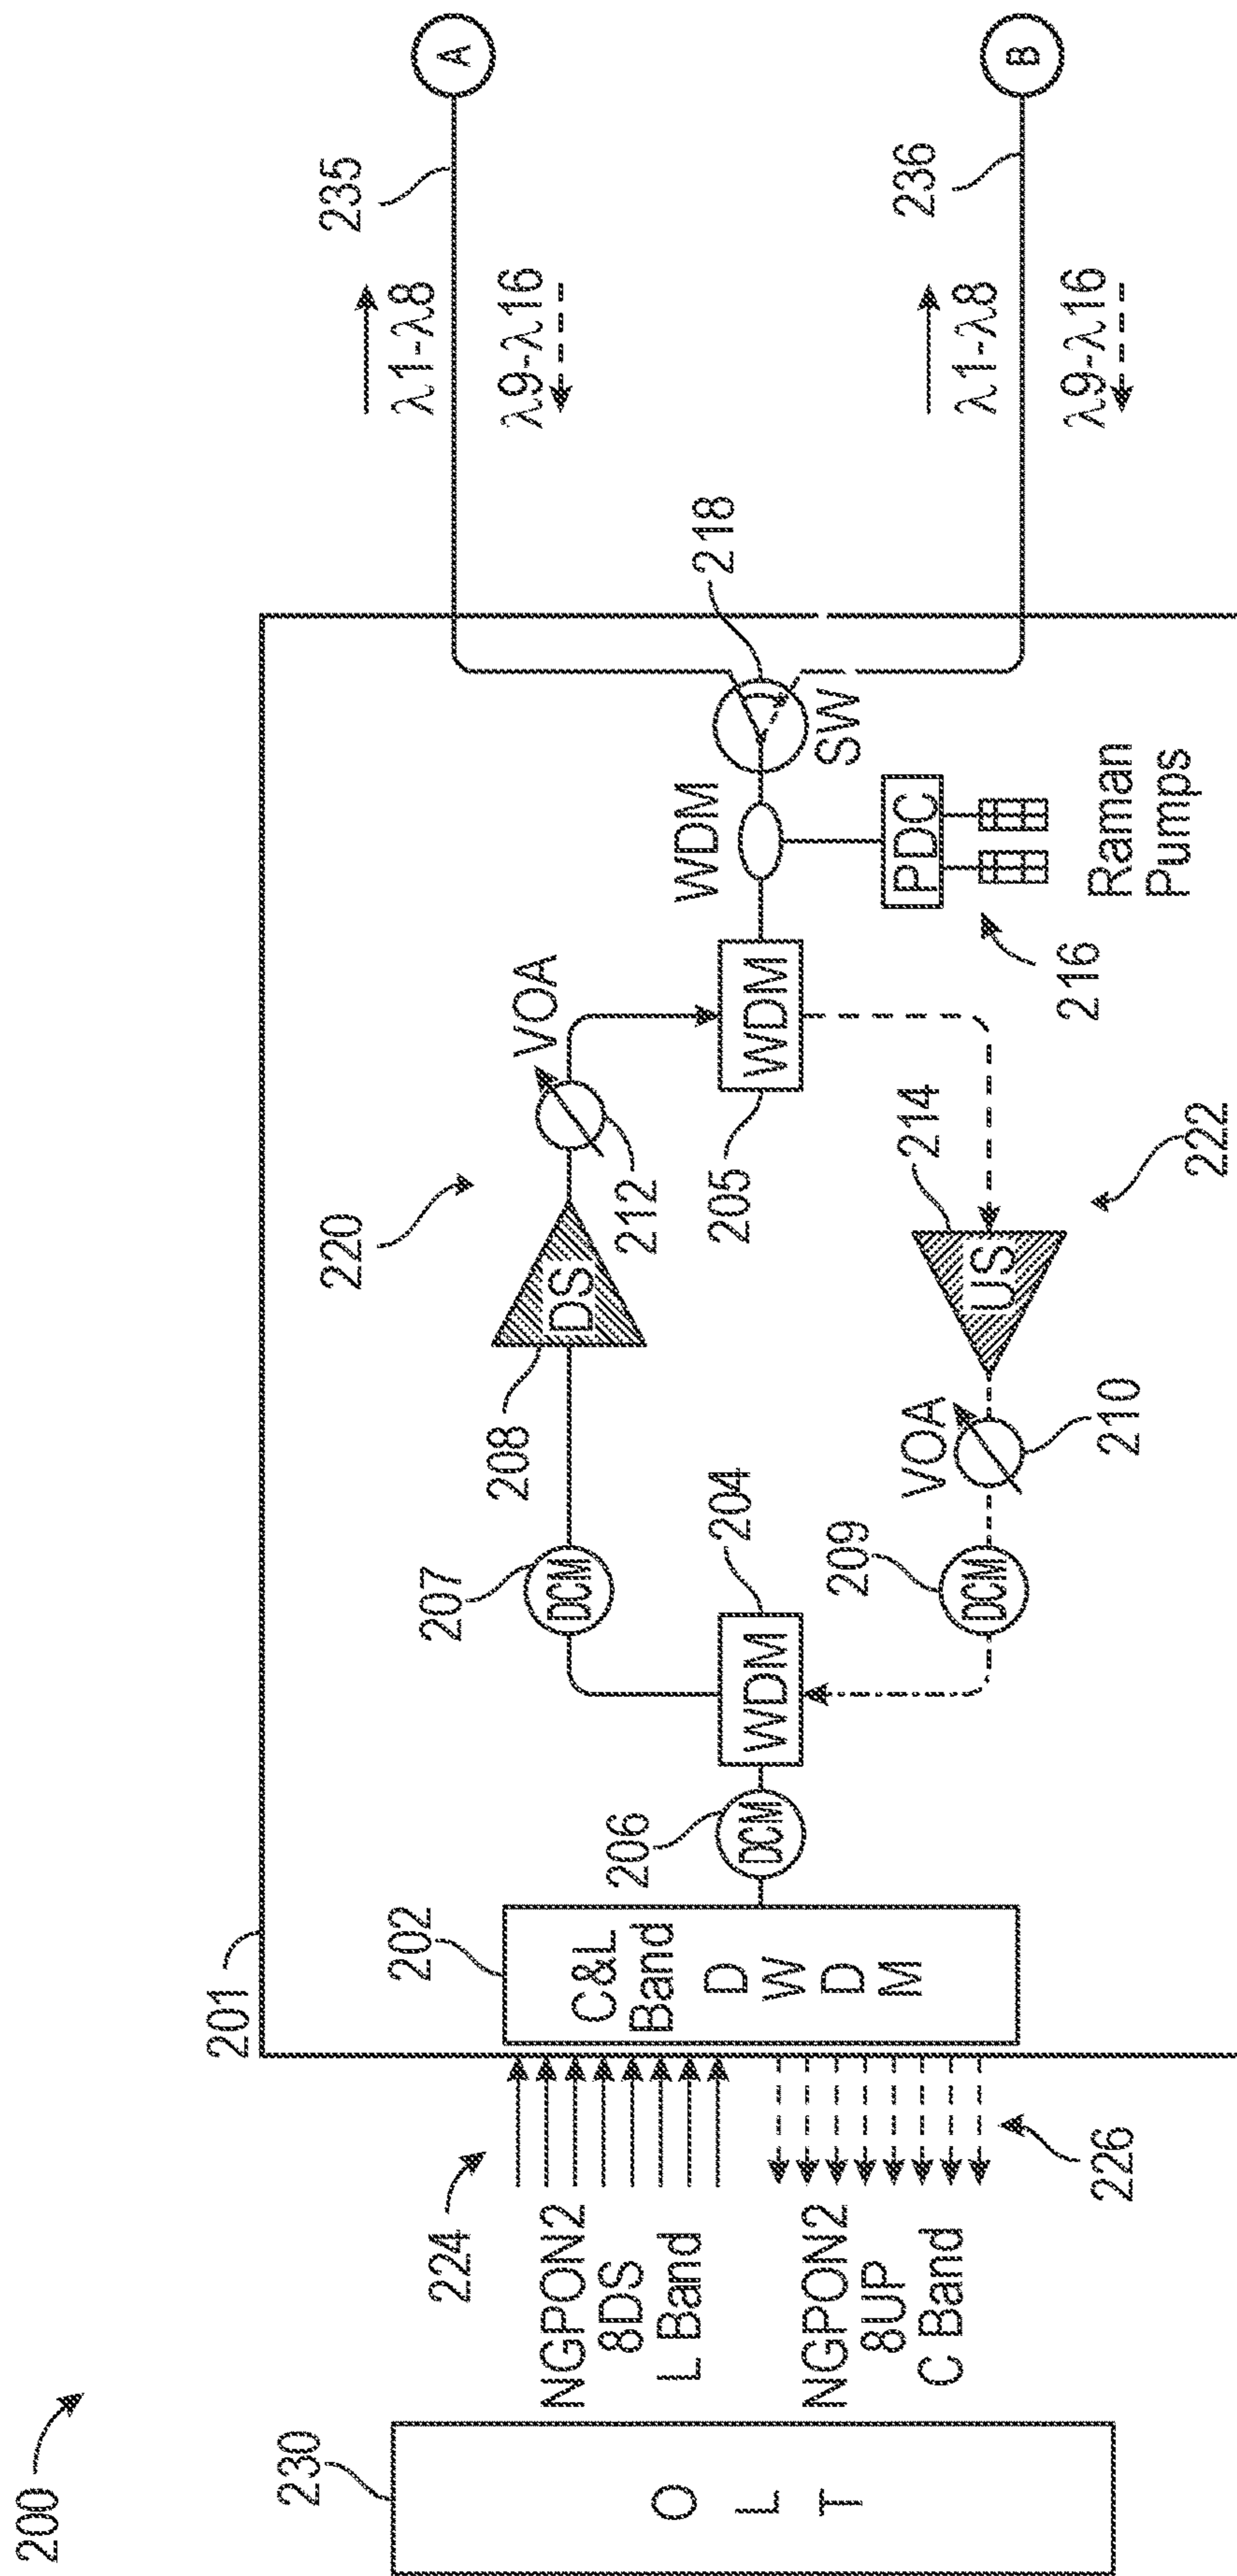 200
230
O
L
T
224
NGPON2
8DS
L Band
NGPON2
8UP
C Band
226
201
202
C&L
Band
D
W
D
M
206
DCM
204
WDM
207
DCM
209
DCM
208
DS
220
VOA
212
VOA
210
US
214
222
205
WDM
WDM
PDC
216
Raman
Pumps
SW
218
λ1-λ8
λ9-λ16
235
A
λ1-λ8
λ9-λ16
236
B